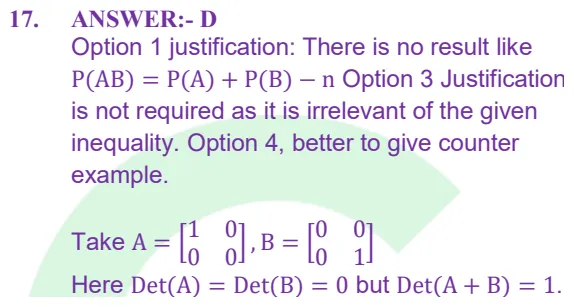 17. ANSWER:- D
Option 1 justification: There is no result like
P(AB) = P(A) + P(B) − n Option 3 Justification
is not required as it is irrelevant of the given
inequality. Option 4, better to give counter
example.
Take A = [1 0; 0 0], B = [0 0; 0 1]
Here Det(A) = Det(B) = 0 but Det(A + B) = 1.